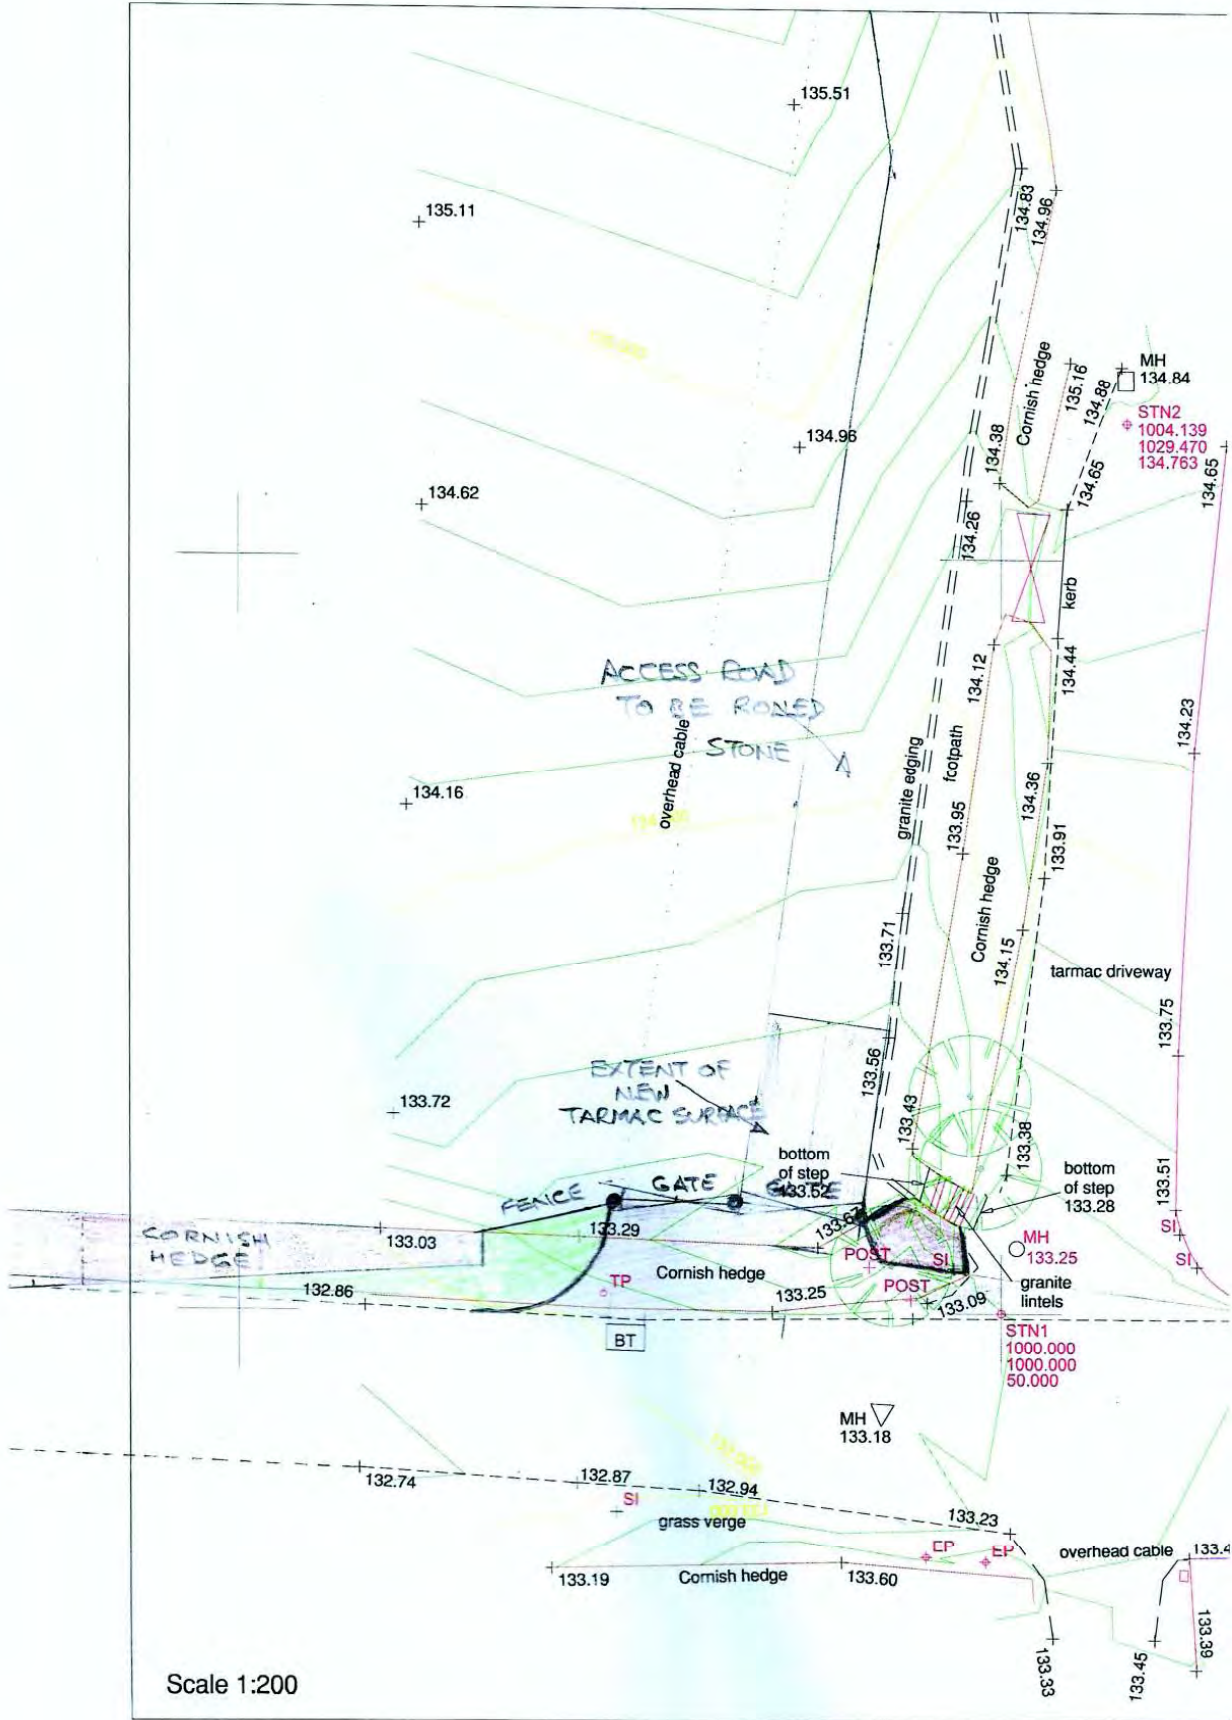 135.51
135.11
134.83
134.96
135.000
Cornish hedge
135.16
134.88
MH
134.84
STN2
1004.139
1029.470
134.763
134.96
134.38
134.65
134.65
134.62
134.26
kerb
ACCESS ROAD
TO BE ROLLED
STONE
134.12
134.44
134.23
overhead cable
granite edging
footpath
134.36
134.16
133.95
133.91
Cornish hedge
133.71
134.15
tarmac driveway
133.75
133.56
EXTENT OF
NEW
TARMAC SURFACE
133.72
133.43
133.38
bottom
of step
133.52
bottom
of step
133.28
133.51
FENCE
GATE
GATE
CORNISH
HEDGE
133.03
133.29
133.67
POST
SI
MH
133.25
SI
SI
Cornish hedge
TP
POST
granite
lintels
132.86
133.25
133.09
BT
STN1
1000.000
1000.000
50.000
MH
133.18
132.74
132.87
132.94
SI
133.000
grass verge
133.23
EP
EP
overhead cable
133.4
133.19
Cornish hedge
133.60
133.33
133.45
133.39
Scale 1:200